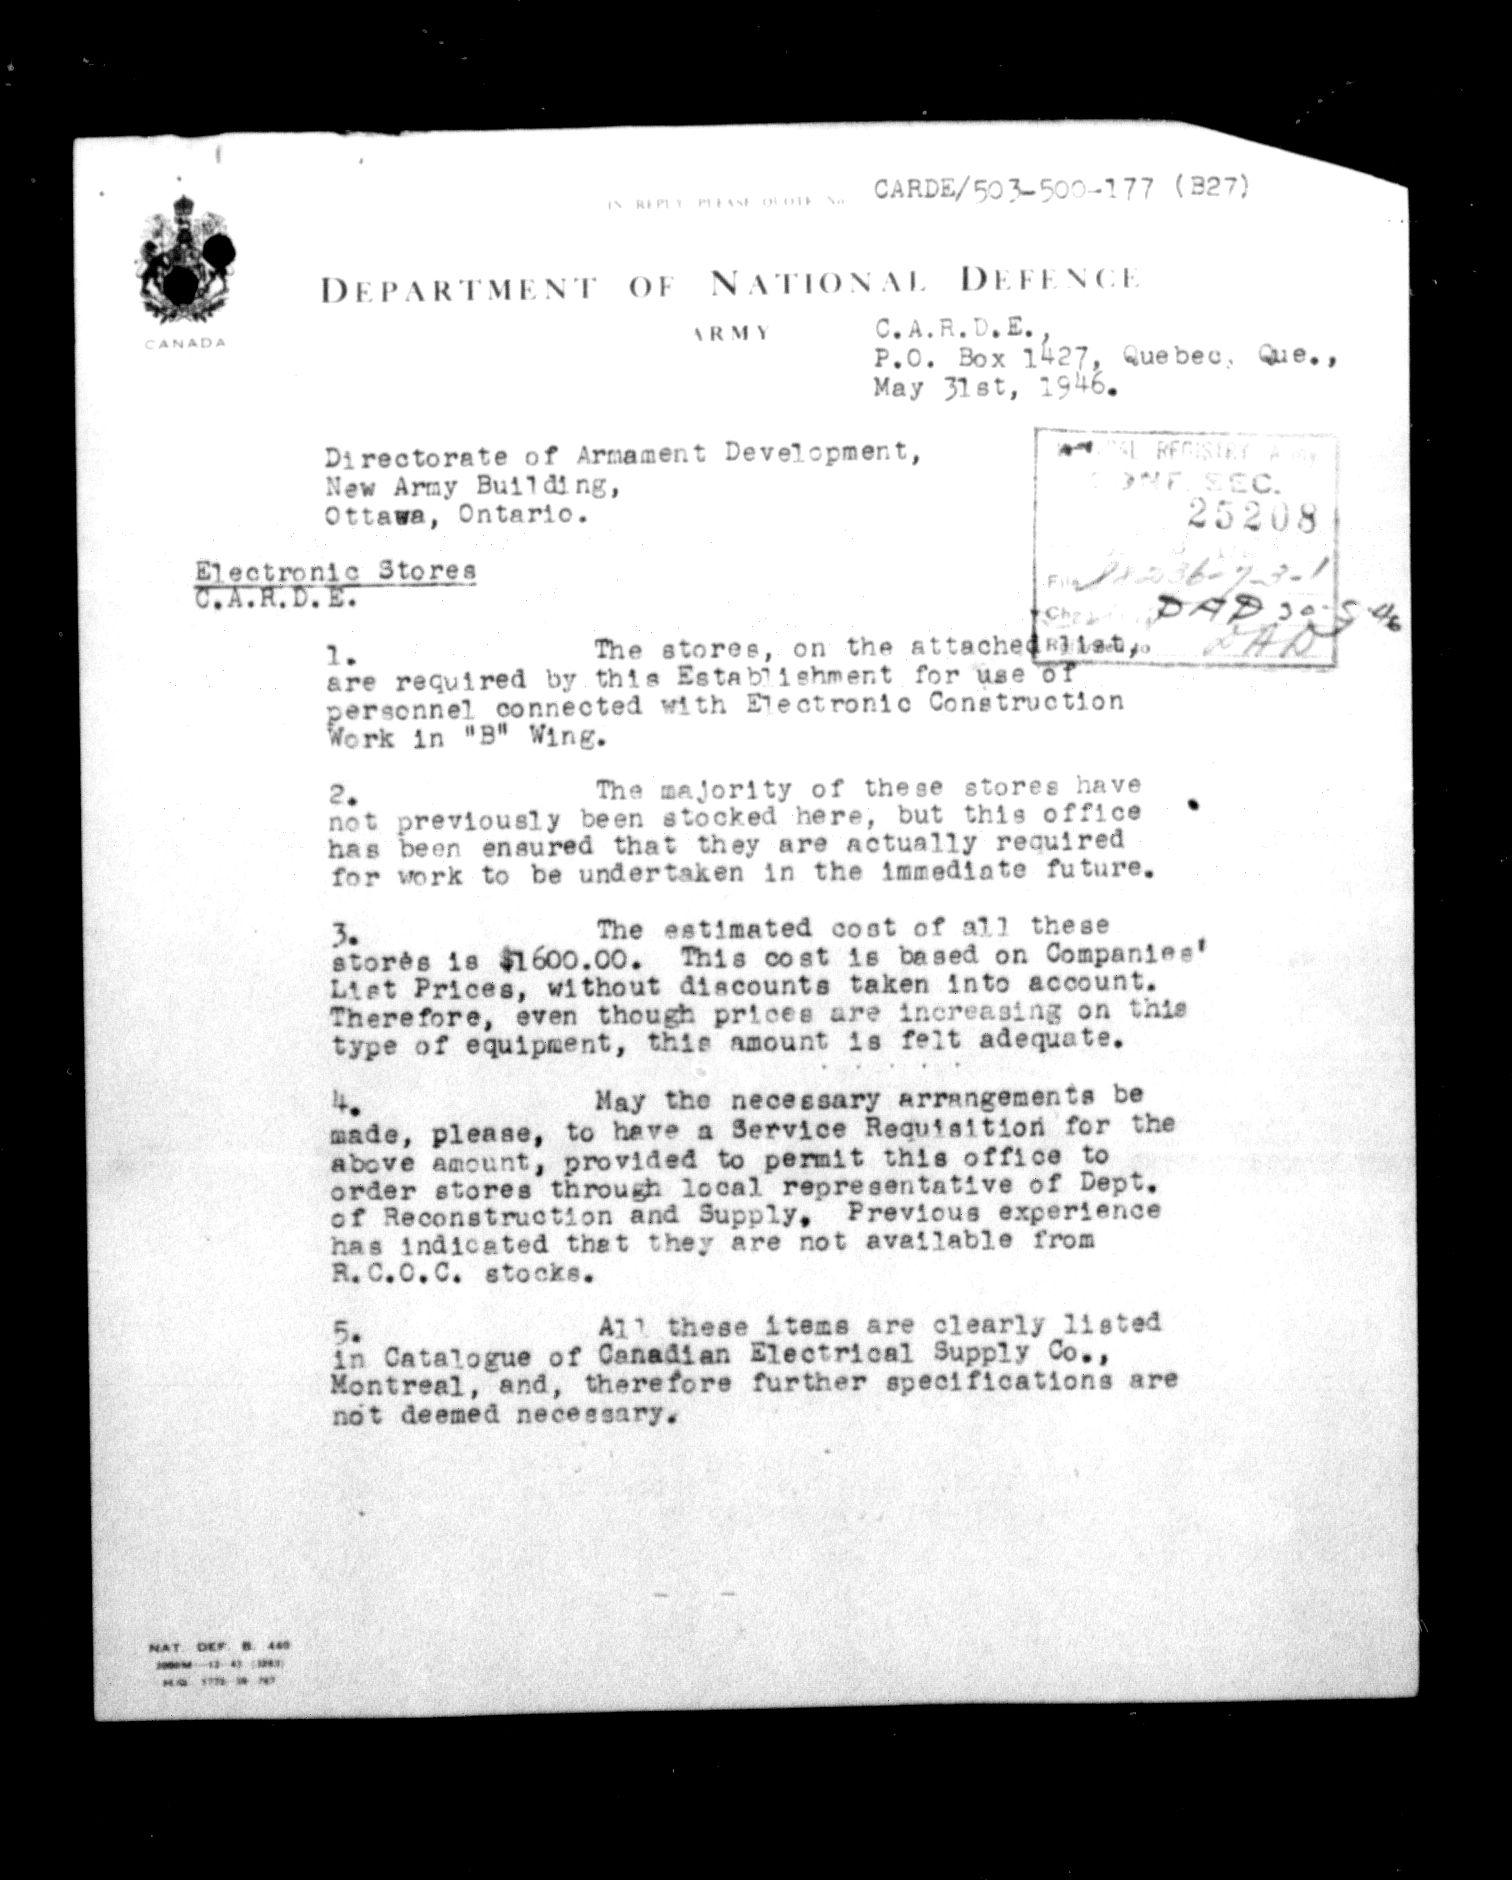 IN REPLY PLEASE QUOTE No. CARDE/503-500-177 (B27)
DEPARTMENT OF NATIONAL DEFENCE
ARMY
CANADA
C.A.R.D.E.,
P.O. Box 1427, Quebec, Que.,
May 31st, 1946.
Directorate of Armament Development,
New Army Building,
Ottawa, Ontario.
REGISTRY
SEC.
25208
File
DAD 30-5-46
DAD
Electronic Stores
C.A.R.D.E.
1. The stores, on the attached list,
are required by this Establishment for use of
personnel connected with Electronic Construction
Work in "B" Wing.
2. The majority of these stores have
not previously been stocked here, but this office
has been ensured that they are actually required
for work to be undertaken in the immediate future.
3. The estimated cost of all these
stores is $1600.00. This cost is based on Companies'
List Prices, without discounts taken into account.
Therefore, even though prices are increasing on this
type of equipment, this amount is felt adequate.
4. May the necessary arrangements be
made, please, to have a Service Requisition for the
above amount, provided to permit this office to
order stores through local representative of Dept.
of Reconstruction and Supply. Previous experience
has indicated that they are not available from
R.C.O.C. stocks.
5. All these items are clearly listed
in Catalogue of Canadian Electrical Supply Co.,
Montreal, and, therefore further specifications are
not deemed necessary.
NAT. DEF. B. 440
H.Q. 1772-39-767